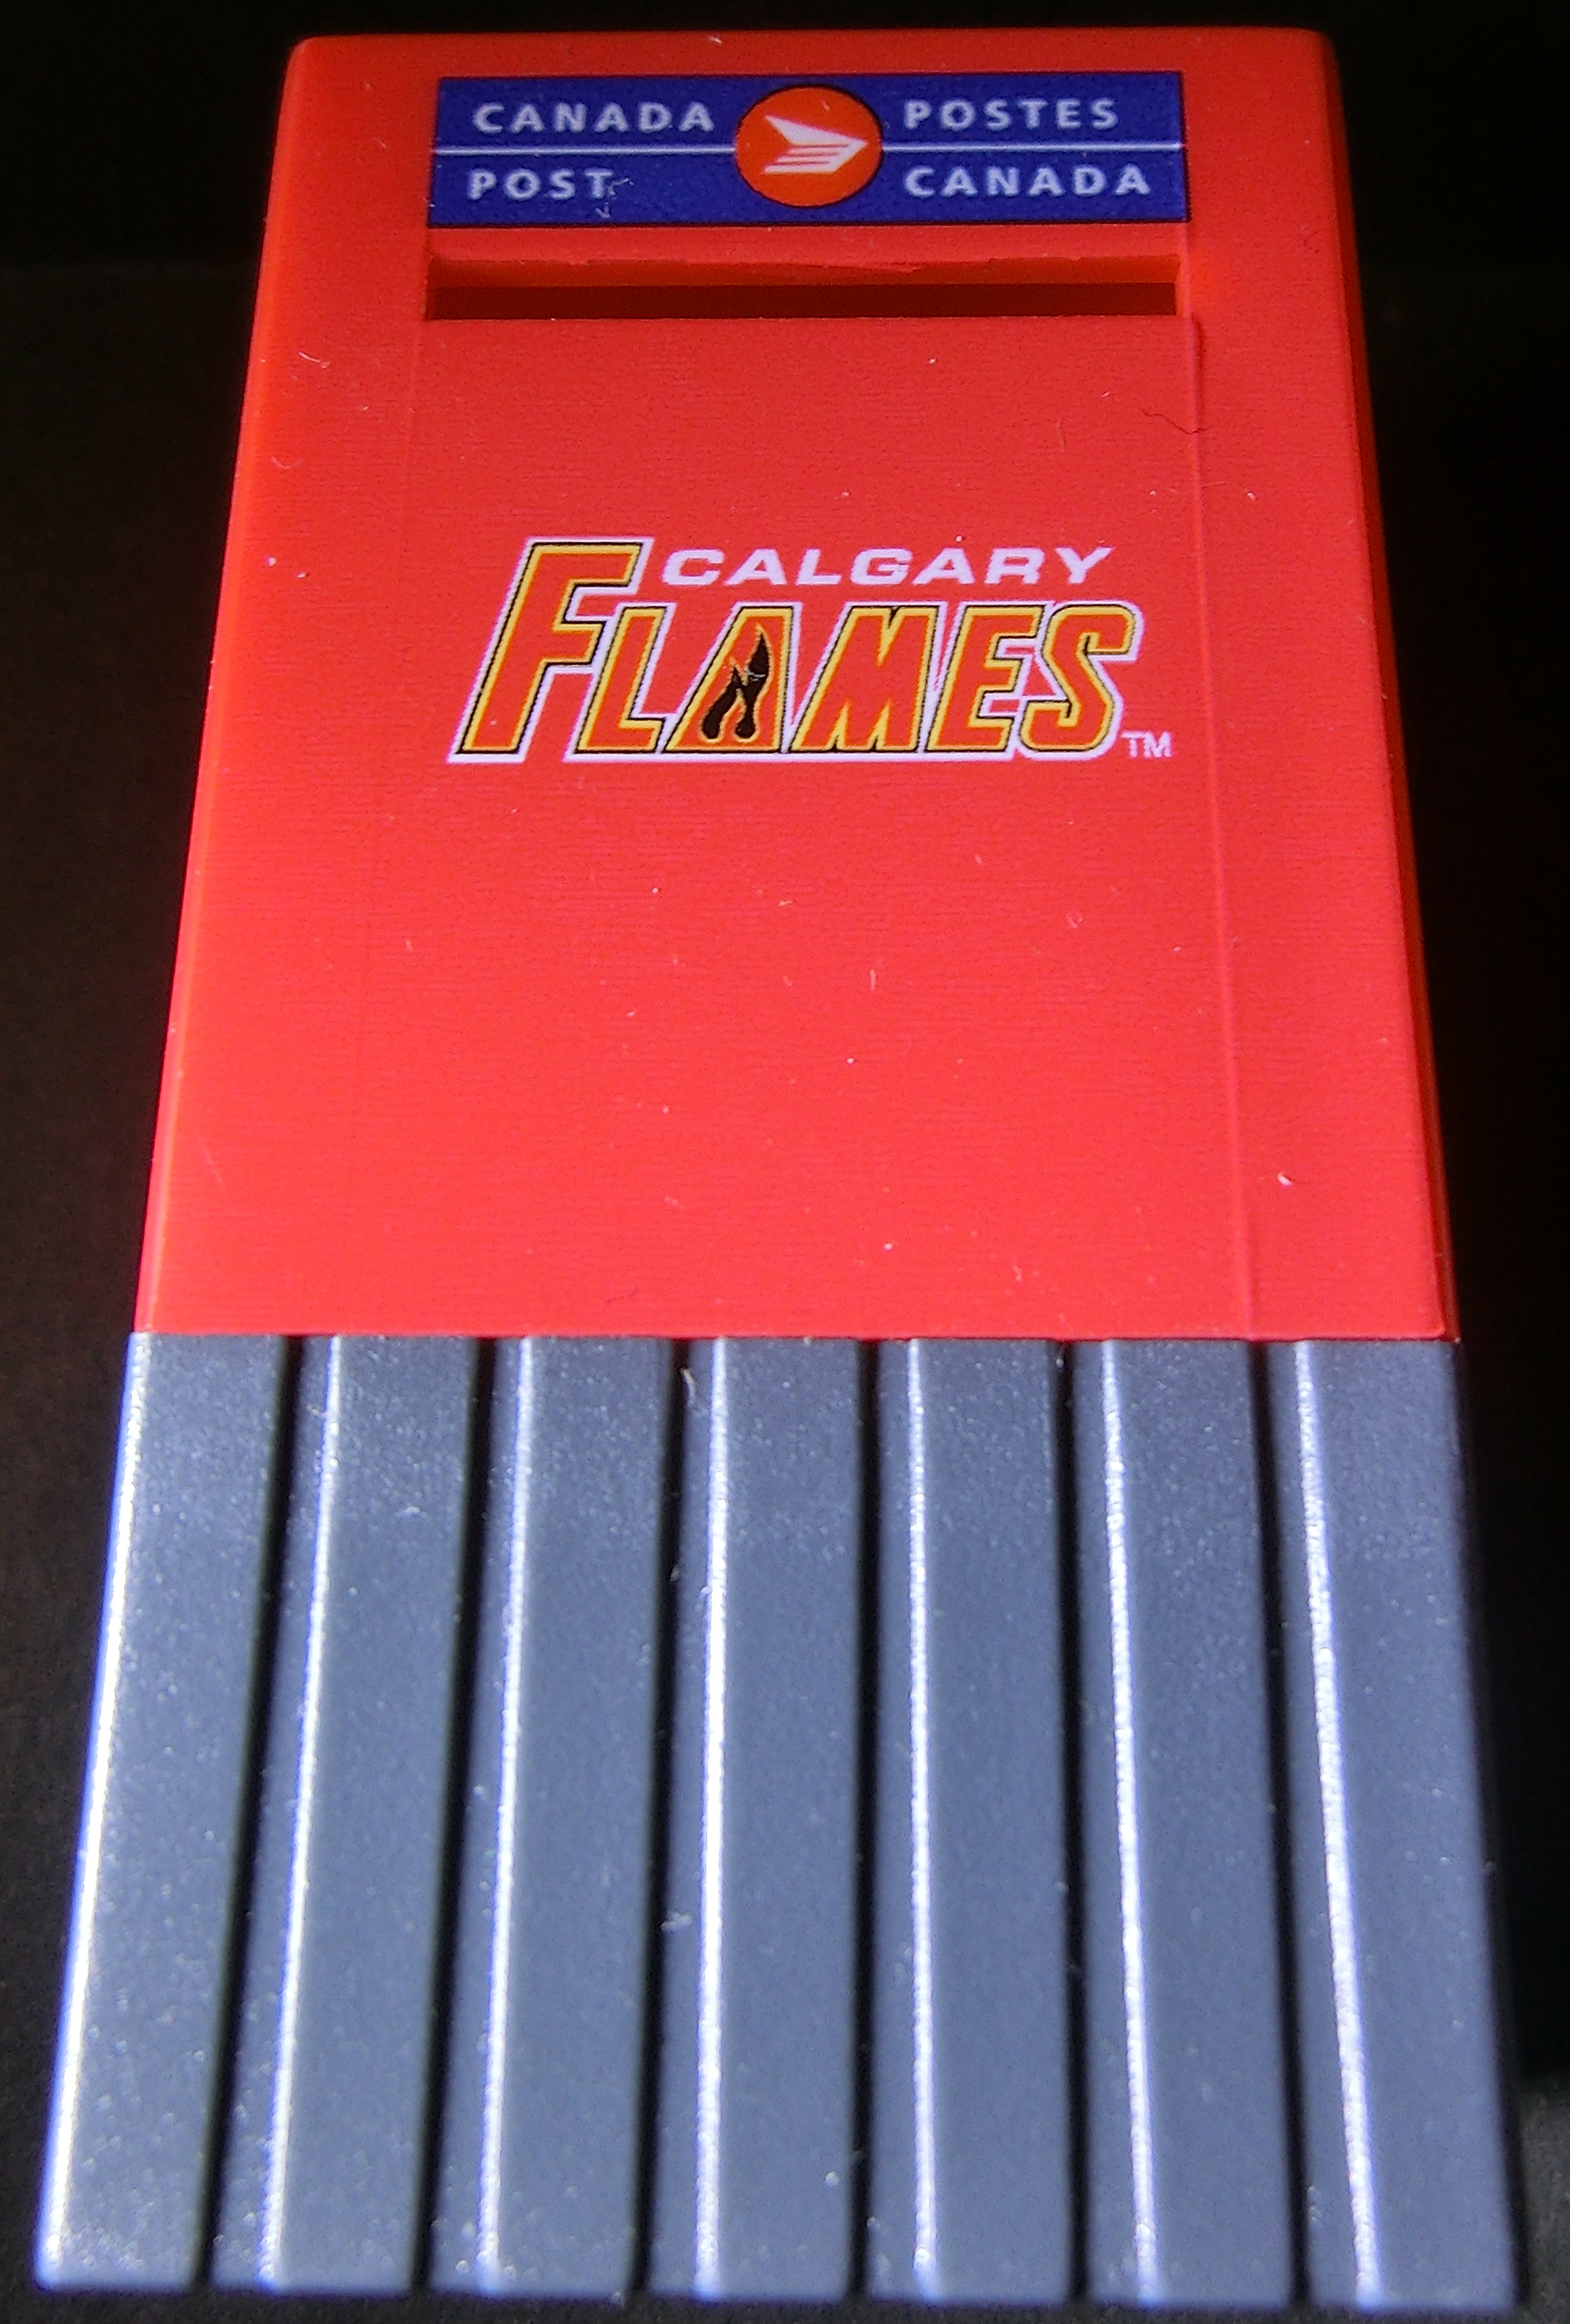 CANADA POSTES
POST CANADA
CALGARY
FLAMES
TM